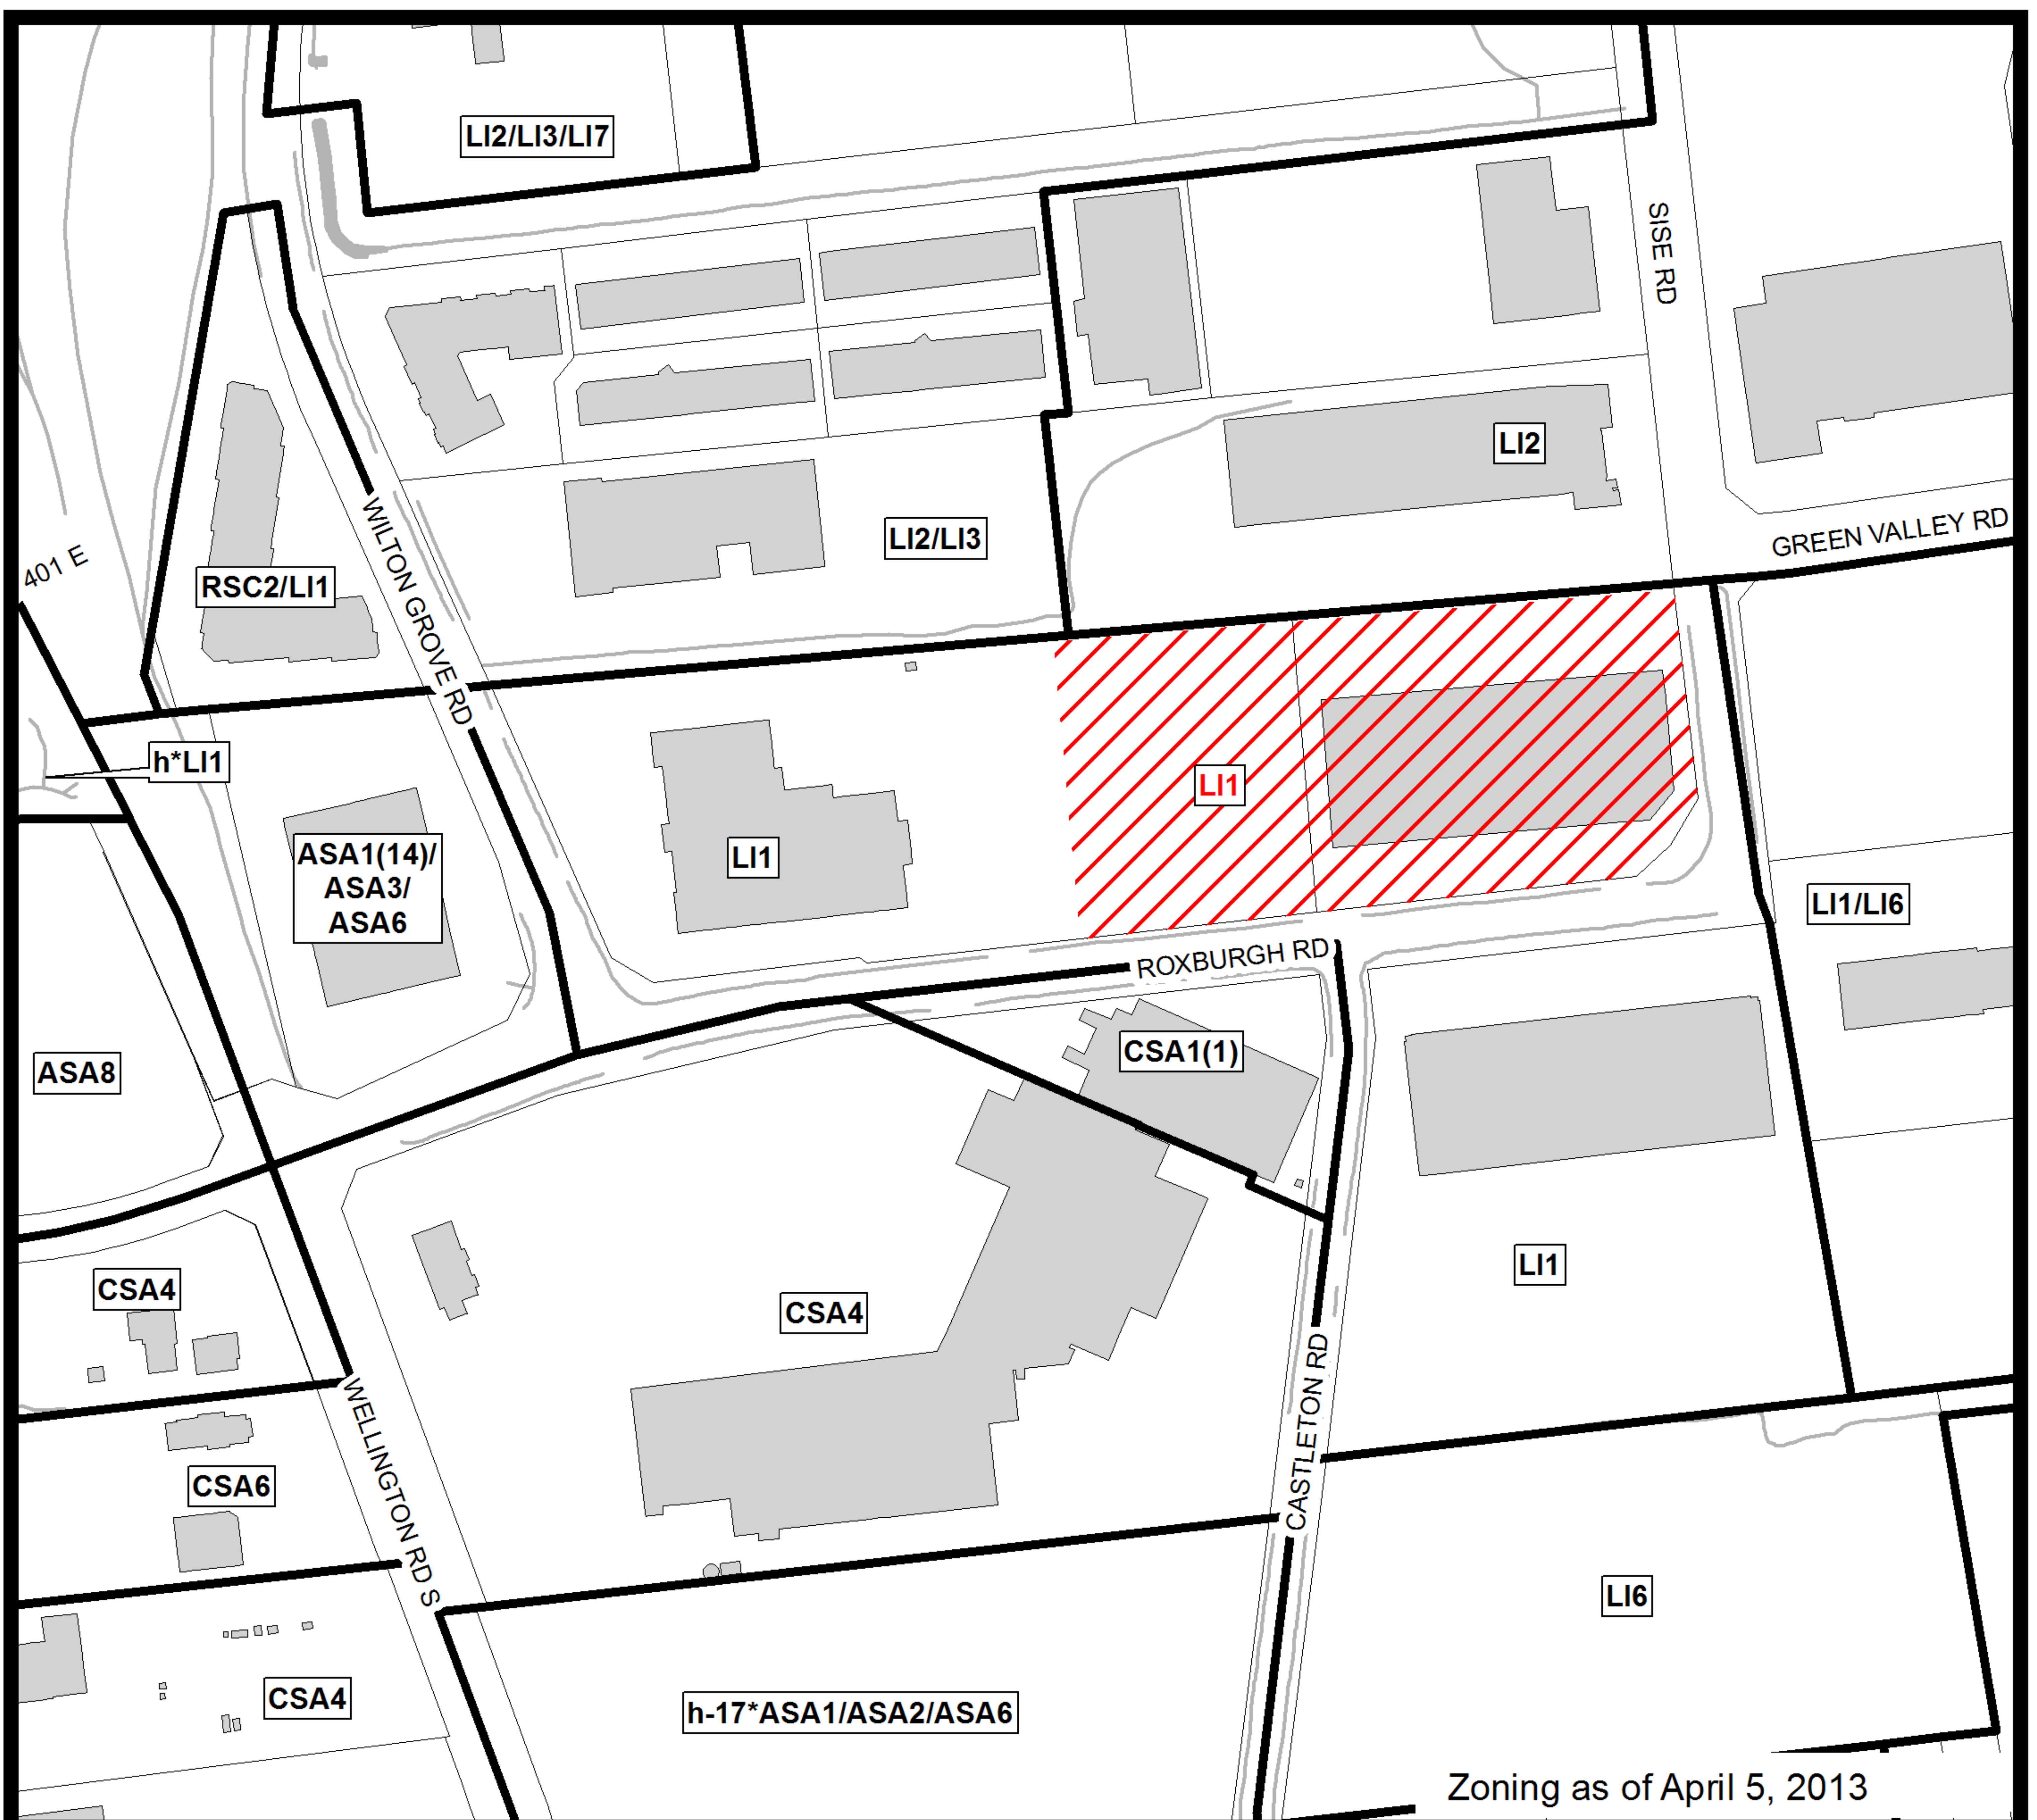 LI2/LI3/LI7
SISE RD
LI2
GREEN VALLEY RD
LI2/LI3
WILTON GROVE RD
401 E
RSC2/LI1
h*LI1
LI1
LI1
ASA1(14)/
ASA3/
ASA6
LI1/LI6
ROXBURGH RD
CSA1(1)
ASA8
LI1
CSA4
CSA4
CASTLETON RD
WELLINGTON RD S
CSA6
LI6
CSA4
h-17*ASA1/ASA2/ASA6
Zoning as of April 5, 2013